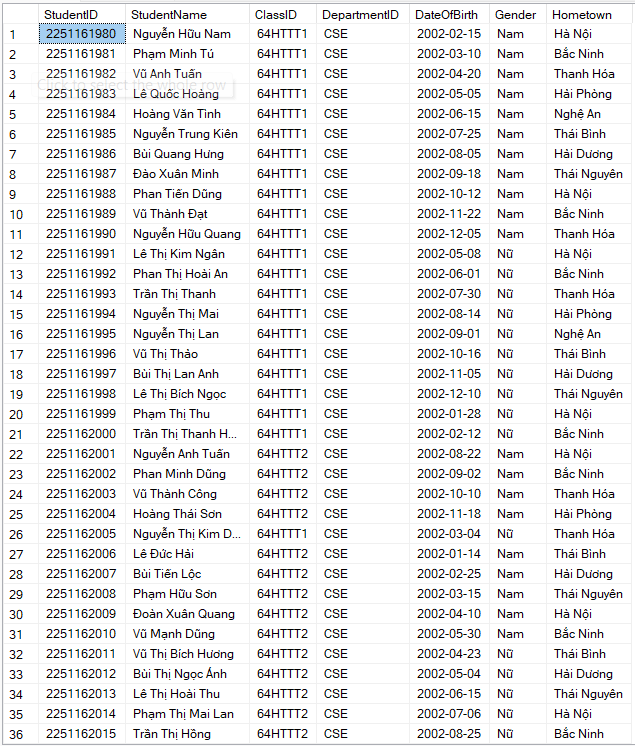 StudentID StudentName ClassID DepartmentID DateOfBirth Gender Hometown
1 2251161980 Nguyễn Hữu Nam 64HTTT1 CSE 2002-02-15 Nam Hà Nội
2 2251161981 Phạm Minh Tú 64HTTT1 CSE 2002-03-10 Nam Bắc Ninh
3 2251161982 Vũ Anh Tuấn 64HTTT1 CSE 2002-04-20 Nam Thanh Hóa
Click to select the whole row
4 2251161983 Lê Quốc Hoàng 64HTTT1 CSE 2002-05-05 Nam Hải Phòng
5 2251161984 Hoàng Văn Tình 64HTTT1 CSE 2002-06-15 Nam Nghệ An
6 2251161985 Nguyễn Trung Kiên 64HTTT1 CSE 2002-07-25 Nam Thái Bình
7 2251161986 Bùi Quang Hưng 64HTTT1 CSE 2002-08-05 Nam Hải Dương
8 2251161987 Đào Xuân Minh 64HTTT1 CSE 2002-09-18 Nam Thái Nguyên
9 2251161988 Phan Tiến Dũng 64HTTT1 CSE 2002-10-12 Nam Hà Nội
10 2251161989 Vũ Thành Đạt 64HTTT1 CSE 2002-11-22 Nam Bắc Ninh
11 2251161990 Nguyễn Hữu Quang 64HTTT1 CSE 2002-12-05 Nam Thanh Hóa
12 2251161991 Lê Thị Kim Ngân 64HTTT1 CSE 2002-05-08 Nữ Hà Nội
13 2251161992 Phan Thị Hoài An 64HTTT1 CSE 2002-06-01 Nữ Bắc Ninh
14 2251161993 Trần Thị Thanh 64HTTT1 CSE 2002-07-30 Nữ Thanh Hóa
15 2251161994 Nguyễn Thị Mai 64HTTT1 CSE 2002-08-14 Nữ Hải Phòng
16 2251161995 Nguyễn Thị Lan 64HTTT1 CSE 2002-09-01 Nữ Nghệ An
17 2251161996 Vũ Thị Thảo 64HTTT1 CSE 2002-10-16 Nữ Thái Bình
18 2251161997 Bùi Thị Lan Anh 64HTTT1 CSE 2002-11-05 Nữ Hải Dương
19 2251161998 Lê Thị Bích Ngọc 64HTTT1 CSE 2002-12-10 Nữ Thái Nguyên
20 2251161999 Phạm Thị Thu 64HTTT1 CSE 2002-01-28 Nữ Hà Nội
21 2251162000 Trần Thị Thanh H... 64HTTT1 CSE 2002-02-12 Nữ Bắc Ninh
22 2251162001 Nguyễn Anh Tuấn 64HTTT2 CSE 2002-08-22 Nam Hà Nội
23 2251162002 Phan Minh Dũng 64HTTT2 CSE 2002-09-02 Nam Bắc Ninh
24 2251162003 Vũ Thành Công 64HTTT2 CSE 2002-10-10 Nam Thanh Hóa
25 2251162004 Hoàng Thái Sơn 64HTTT2 CSE 2002-11-18 Nam Hải Phòng
26 2251162005 Nguyễn Thị Kim D... 64HTTT1 CSE 2002-03-04 Nữ Thanh Hóa
27 2251162006 Lê Đức Hải 64HTTT2 CSE 2002-01-14 Nam Thái Bình
28 2251162007 Bùi Tiến Lộc 64HTTT2 CSE 2002-02-25 Nam Hải Dương
29 2251162008 Phạm Hữu Sơn 64HTTT2 CSE 2002-03-15 Nam Thái Nguyên
30 2251162009 Đoàn Xuân Quang 64HTTT2 CSE 2002-04-10 Nam Hà Nội
31 2251162010 Vũ Mạnh Dũng 64HTTT2 CSE 2002-05-30 Nam Bắc Ninh
32 2251162011 Vũ Thị Bích Hương 64HTTT2 CSE 2002-04-23 Nữ Thái Bình
33 2251162012 Bùi Thị Ngọc Ánh 64HTTT2 CSE 2002-05-04 Nữ Hải Dương
34 2251162013 Lê Thị Hoài Thu 64HTTT2 CSE 2002-06-15 Nữ Thái Nguyên
35 2251162014 Phạm Thị Mai Lan 64HTTT2 CSE 2002-07-06 Nữ Hà Nội
36 2251162015 Trần Thị Hồng 64HTTT2 CSE 2002-08-25 Nữ Bắc Ninh